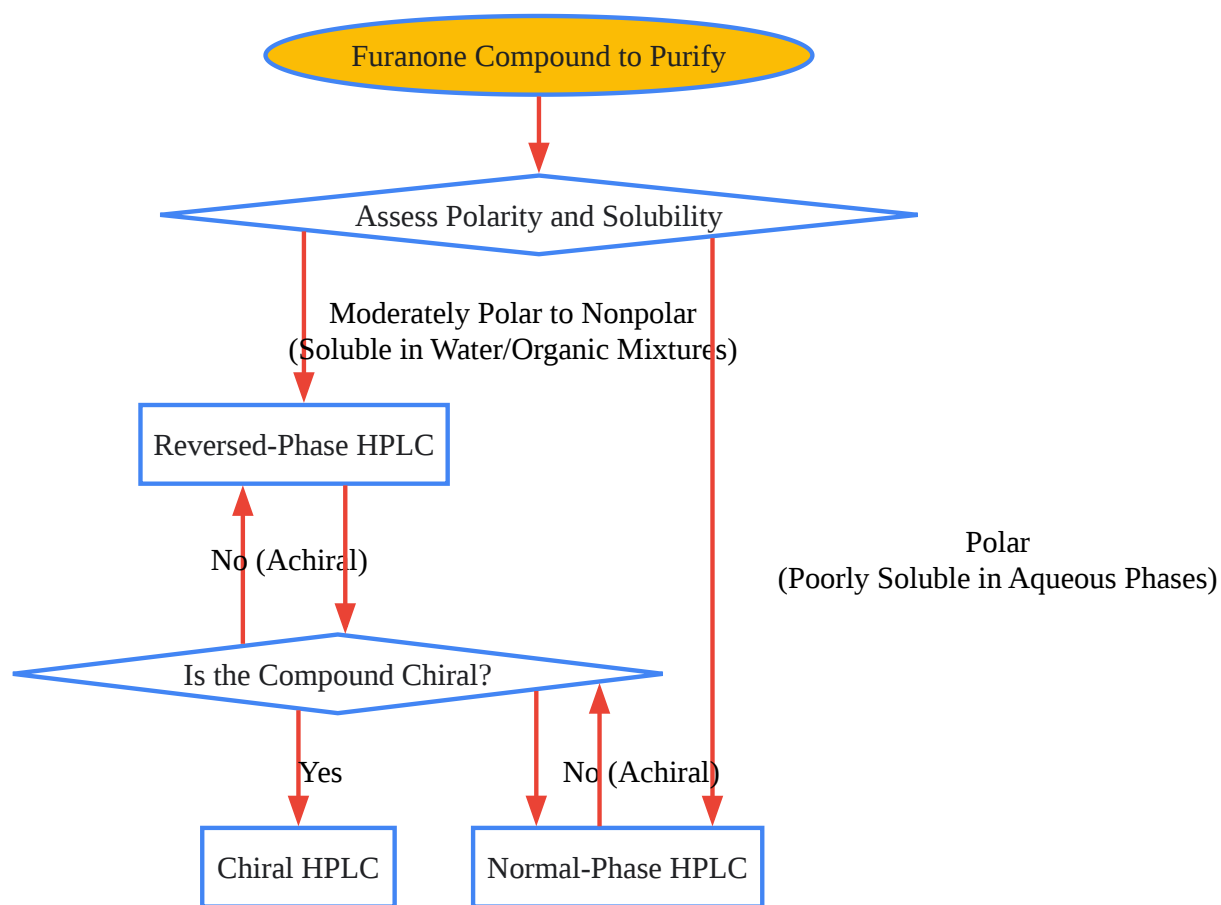 Furanone Compound to Purify
Assess Polarity and Solubility
Moderately Polar to Nonpolar
(Soluble in Water/Organic Mixtures)
Reversed-Phase HPLC
Polar
(Poorly Soluble in Aqueous Phases)
No (Achiral)
Is the Compound Chiral?
Yes
No (Achiral)
Chiral HPLC
Normal-Phase HPLC